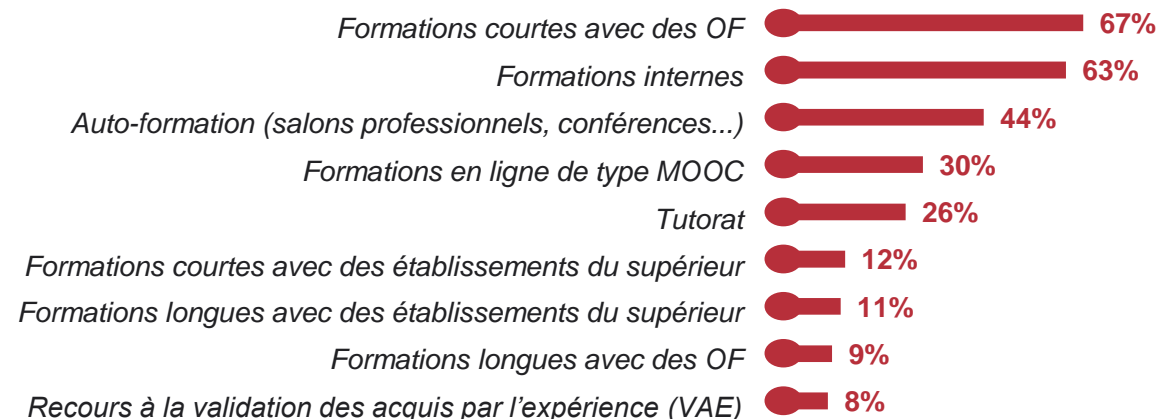 Formations courtes avec des OF 67%
Formations internes 63%
Auto-formation (salons professionnels, conférences...) 44%
Formations en ligne de type MOOC 30%
Tutorat 26%
Formations courtes avec des établissements du supérieur 12%
Formations longues avec des établissements du supérieur 11%
Formations longues avec des OF 9%
Recours à la validation des acquis par l’expérience (VAE) 8%